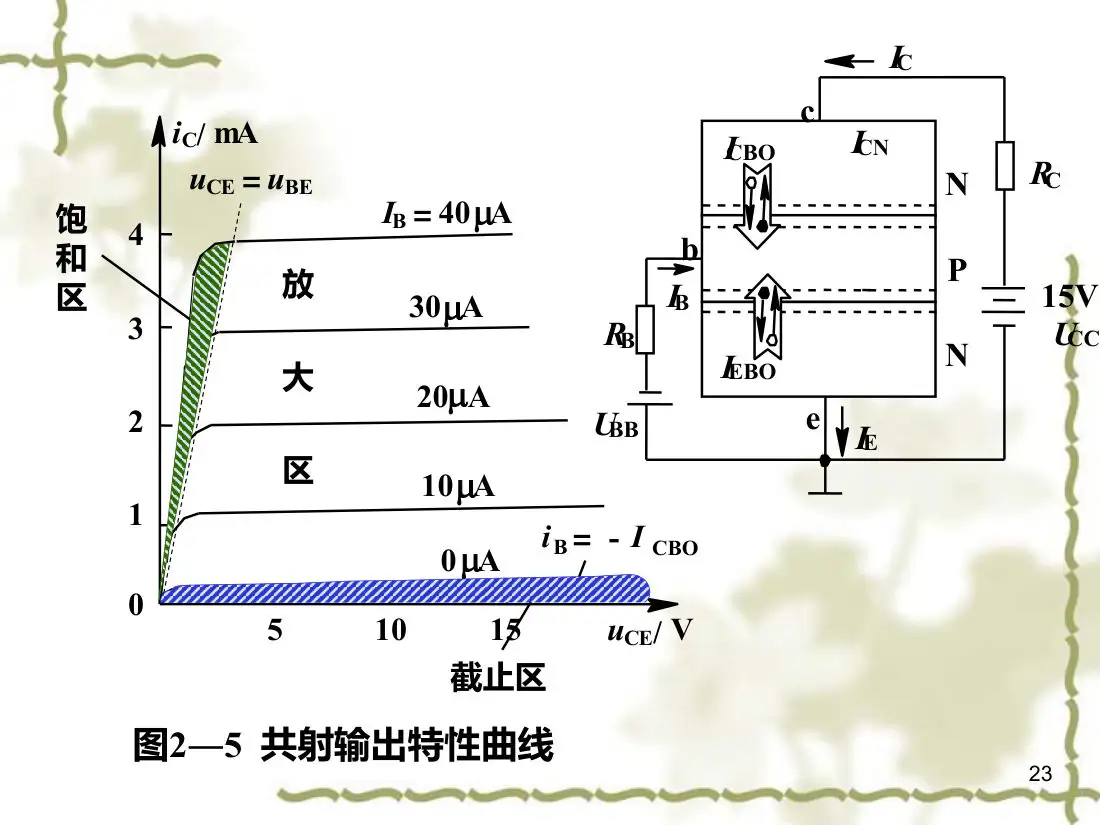 iC/ mA
uCE = uBE
饱和区
IB = 40μA
放大区
30μA
20μA
10μA
0μA
iB = - I CBO
4
3
2
1
0
5
10
15
uCE/ V
截止区
图2—5 共射输出特性曲线
IC
c
ICBO
ICN
N
RC
b
P
IB
15V
UCC
RB
IEBO
N
UBB
e
IE
23